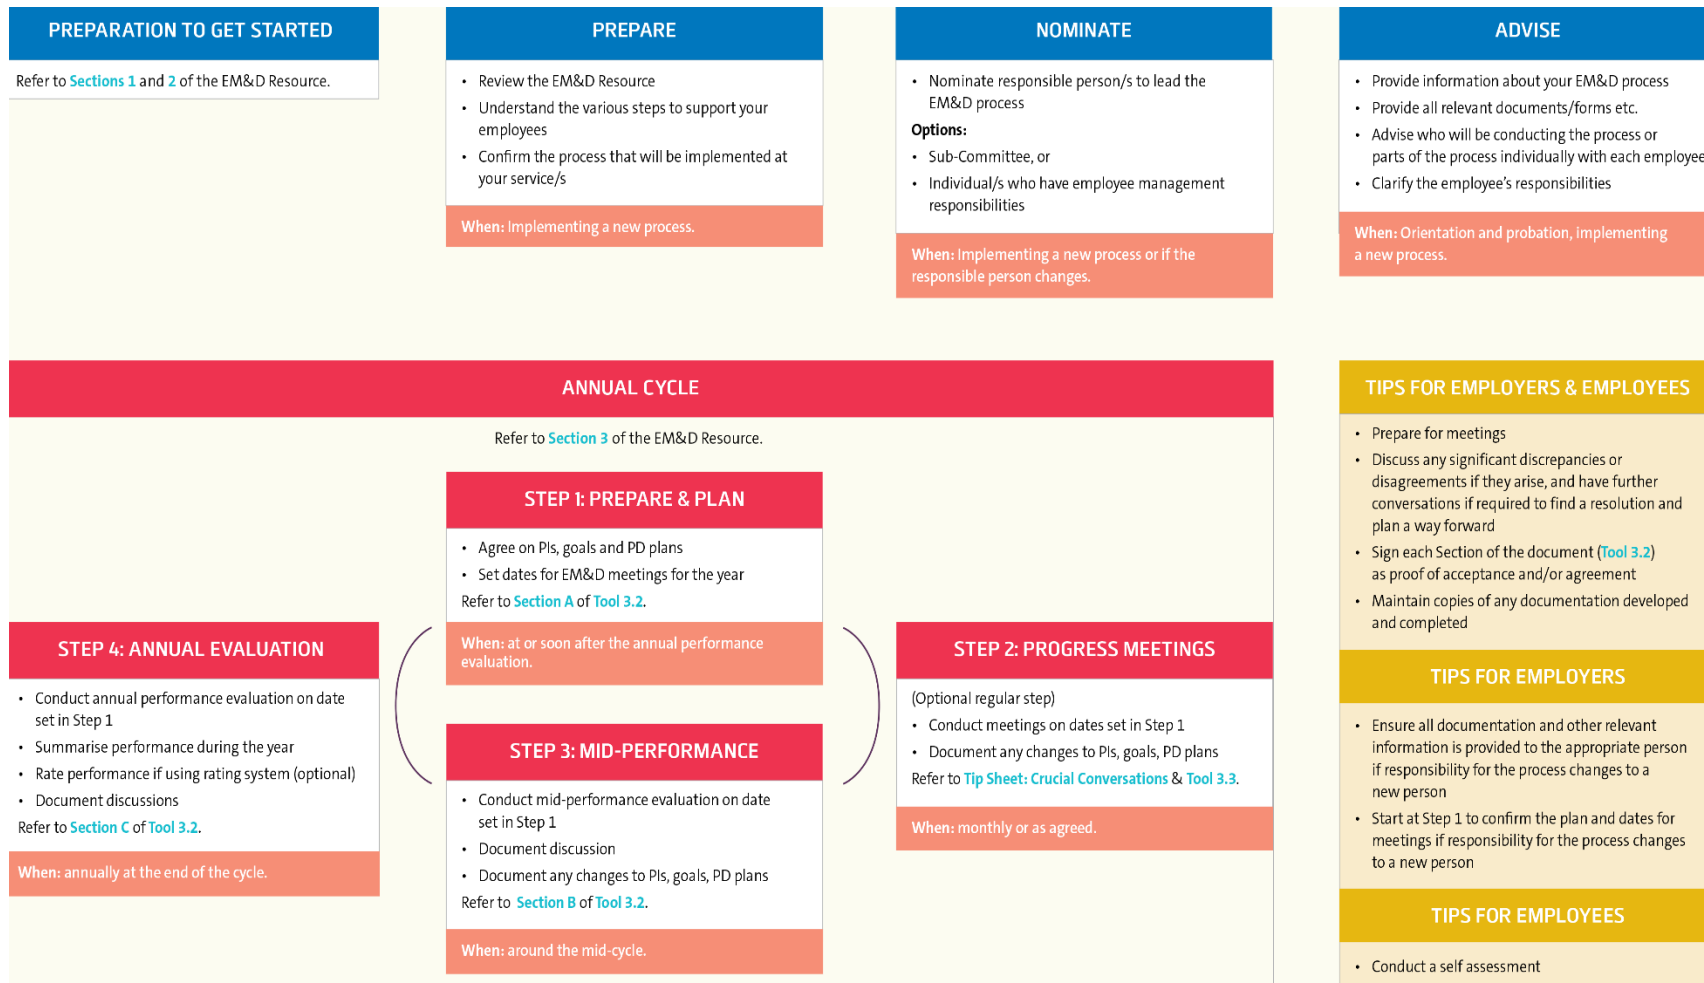 PREPARATION TO GET STARTED
Refer to Sections 1 and 2 of the EM&D Resource.
PREPARE
• Review the EM&D Resource
• Understand the various steps to support your
employees
• Confirm the process that will be implemented at
your service/s
When: Implementing a new process.
NOMINATE
• Nominate responsible person/s to lead the
EM&D process
Options:
• Sub-Committee, or
• Individual/s who have employee management
responsibilities
When: Implementing a new process or if the
responsible person changes.
ADVISE
• Provide information about your EM&D process
• Provide all relevant documents/forms etc.
• Advise who will be conducting the process or
parts of the process individually with each employee
• Clarify the employee's responsibilities
When: Orientation and probation, implementing
a new process.
ANNUAL CYCLE
Refer to Section 3 of the EM&D Resource.
STEP 1: PREPARE & PLAN
• Agree on PIs, goals and PD plans
• Set dates for EM&D meetings for the year
Refer to Section A of Tool 3.2.
When: at or soon after the annual performance
evaluation.
STEP 2: PROGRESS MEETINGS
(Optional regular step)
• Conduct meetings on dates set in Step 1
• Document any changes to PIs, goals, PD plans
Refer to Tip Sheet: Crucial Conversations & Tool 3.3.
When: monthly or as agreed.
STEP 3: MID-PERFORMANCE
• Conduct mid-performance evaluation on date
set in Step 1
• Document discussion
• Document any changes to PIs, goals, PD plans
Refer to Section B of Tool 3.2.
When: around the mid-cycle.
STEP 4: ANNUAL EVALUATION
• Conduct annual performance evaluation on date
set in Step 1
• Summarise performance during the year
• Rate performance if using rating system (optional)
• Document discussions
Refer to Section C of Tool 3.2.
When: annually at the end of the cycle.
TIPS FOR EMPLOYERS & EMPLOYEES
• Prepare for meetings
• Discuss any significant discrepancies or
disagreements if they arise, and have further
conversations if required to find a resolution and
plan a way forward
• Sign each Section of the document (Tool 3.2)
as proof of acceptance and/or agreement
• Maintain copies of any documentation developed
and completed
TIPS FOR EMPLOYERS
• Ensure all documentation and other relevant
information is provided to the appropriate person
if responsibility for the process changes to a
new person
• Start at Step 1 to confirm the plan and dates for
meetings if responsibility for the process changes
to a new person
TIPS FOR EMPLOYEES
• Conduct a self assessment